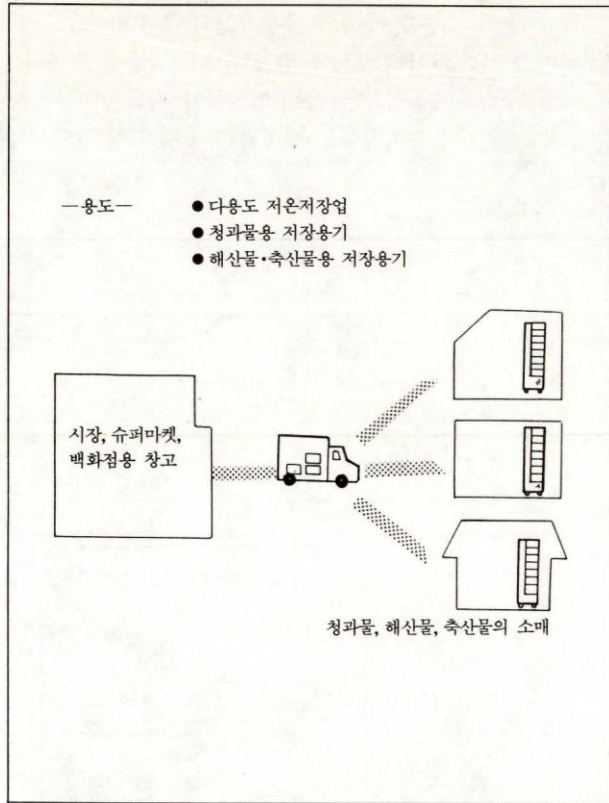 —용도— ● 다용도 저온저장업
● 청과물용 저장용기
● 해산물•축산물용 저장용기
시장, 슈퍼마켓,
백화점용 창고
청과물, 해산물, 축산물의 소매